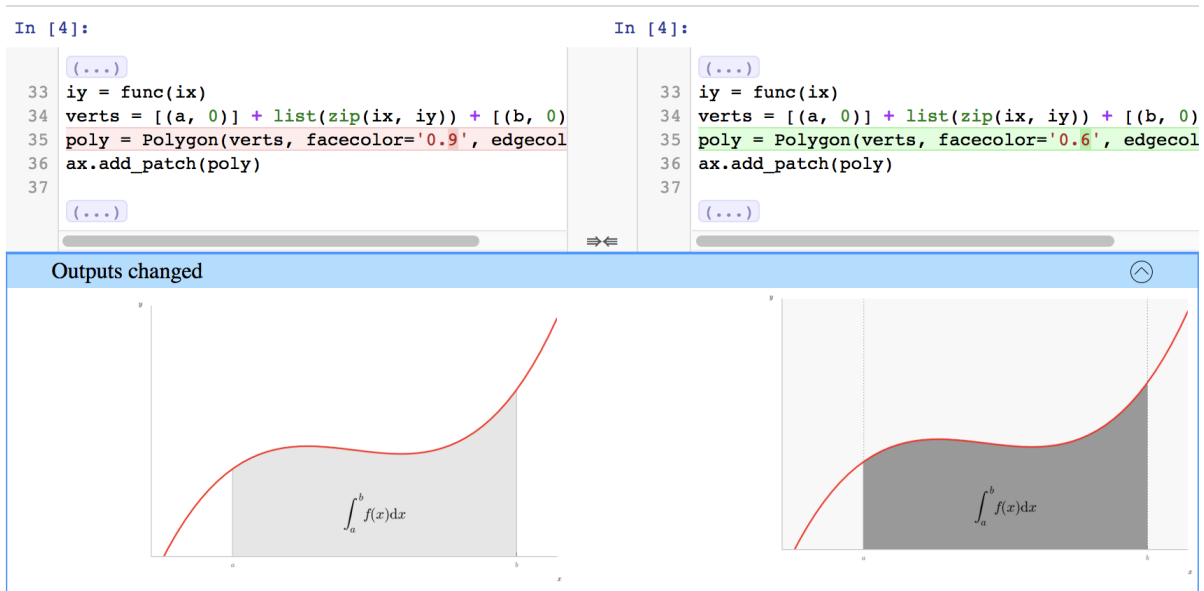 In [4]:
(...)
33 iy = func(ix)
34 verts = [(a, 0)] + list(zip(ix, iy)) + [(b, 0)
35 poly = Polygon(verts, facecolor='0.9', edgecol
36 ax.add_patch(poly)
37
(...)
In [4]:
(...)
33 iy = func(ix)
34 verts = [(a, 0)] + list(zip(ix, iy)) + [(b, 0)
35 poly = Polygon(verts, facecolor='0.6', edgecol
36 ax.add_patch(poly)
37
(...)
Outputs changed
y
∫ₐᵇ f(x)dx
a b
x
y
∫ₐᵇ f(x)dx
a b
x